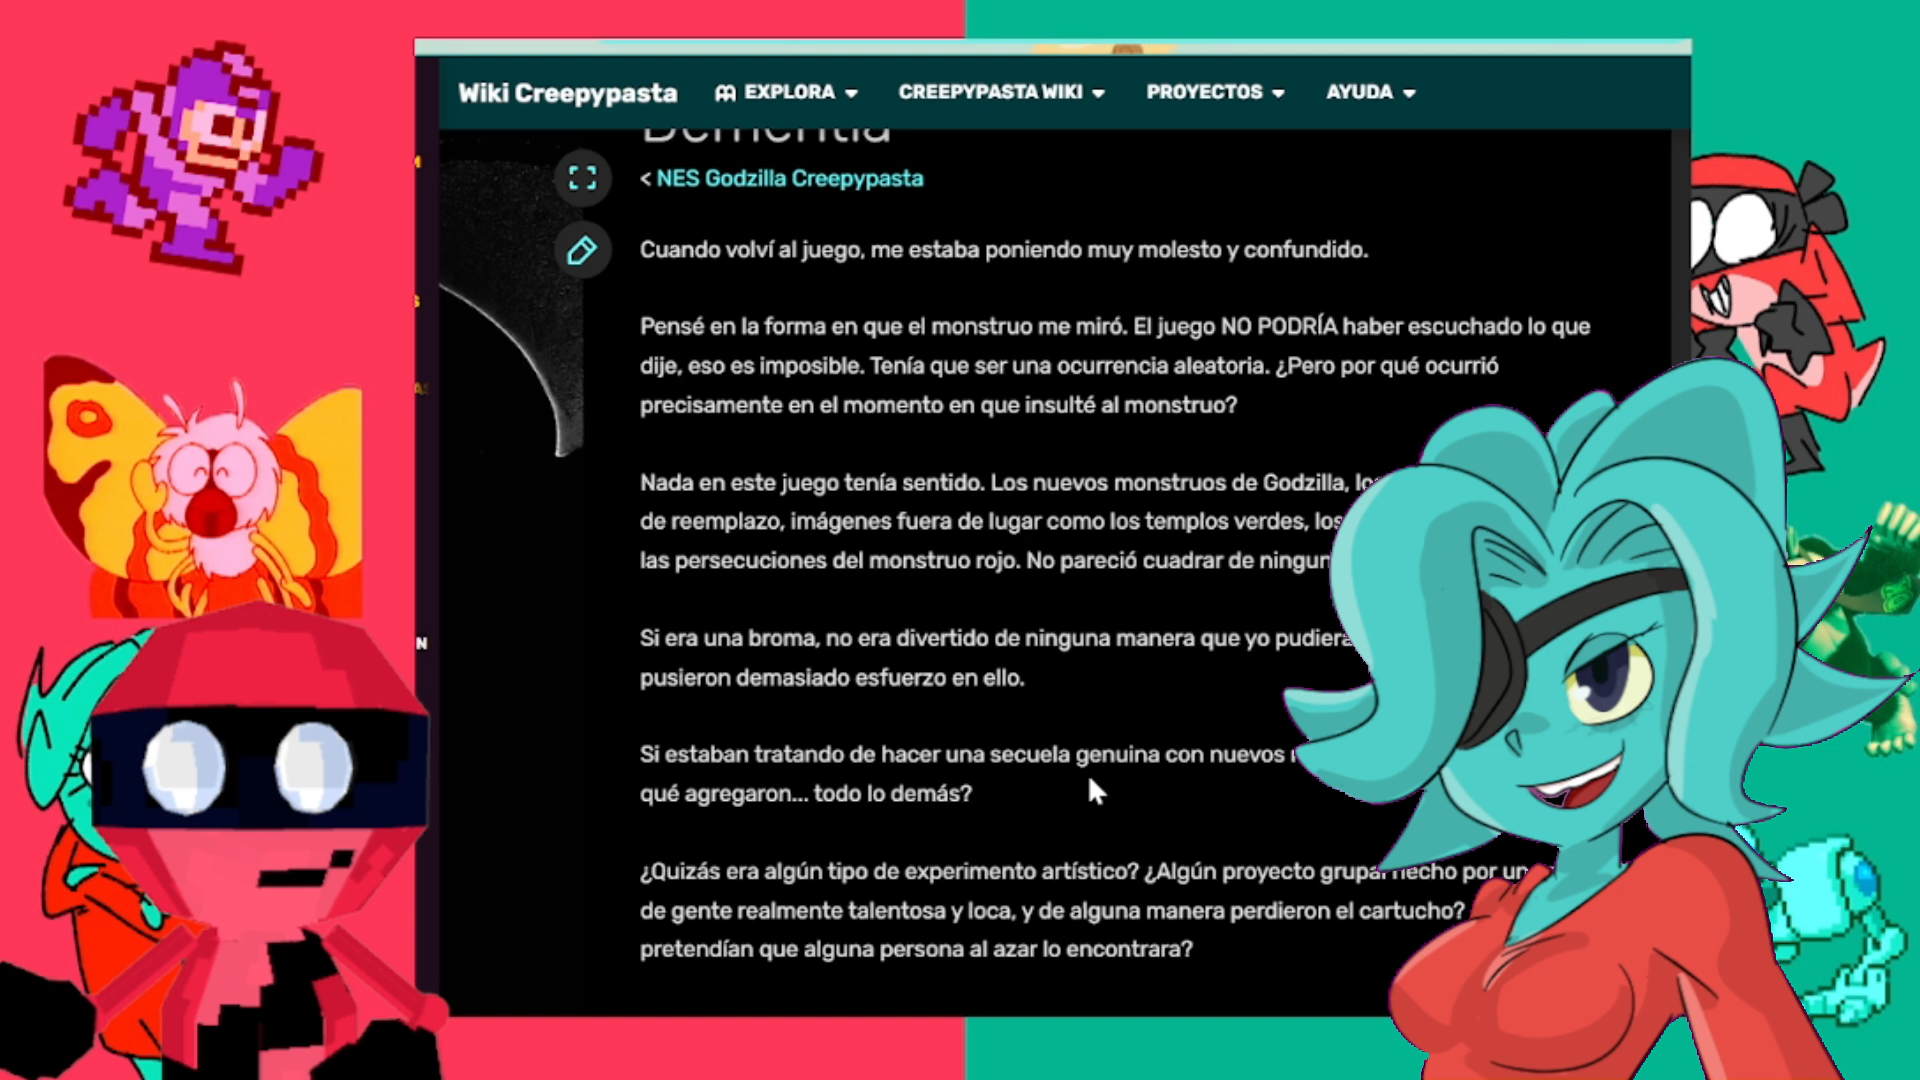 Wiki Creepypasta EXPLORA CREEPYPASTA WIKI PROYECTOS AYUDA
Dementia
< NES Godzilla Creepypasta
Cuando volví al juego, me estaba poniendo muy molesto y confundido.
Pensé en la forma en que el monstruo me miró. El juego NO PODRÍA haber escuchado lo que
dije, eso es imposible. Tenía que ser una ocurrencia aleatoria. ¿Pero por qué ocurrió
precisamente en el momento en que insulté al monstruo?
Nada en este juego tenía sentido. Los nuevos monstruos de Godzilla,
de reemplazo, imágenes fuera de lugar como los templos verdes, los
las persecuciones del monstruo rojo. No pareció cuadrar de
Si era una broma, no era divertido de ninguna manera que yo
pusieron demasiado esfuerzo en ello.
Si estaban tratando de hacer una secuela genuina con nuevos
qué agregaron... todo lo demás?
¿Quizás era algún tipo de experimento artístico? ¿Algún proyecto grupal hecho por
de gente realmente talentosa y loca, y de alguna manera perdieron el cartucho?
pretendían que alguna persona al azar lo encontrara?
N